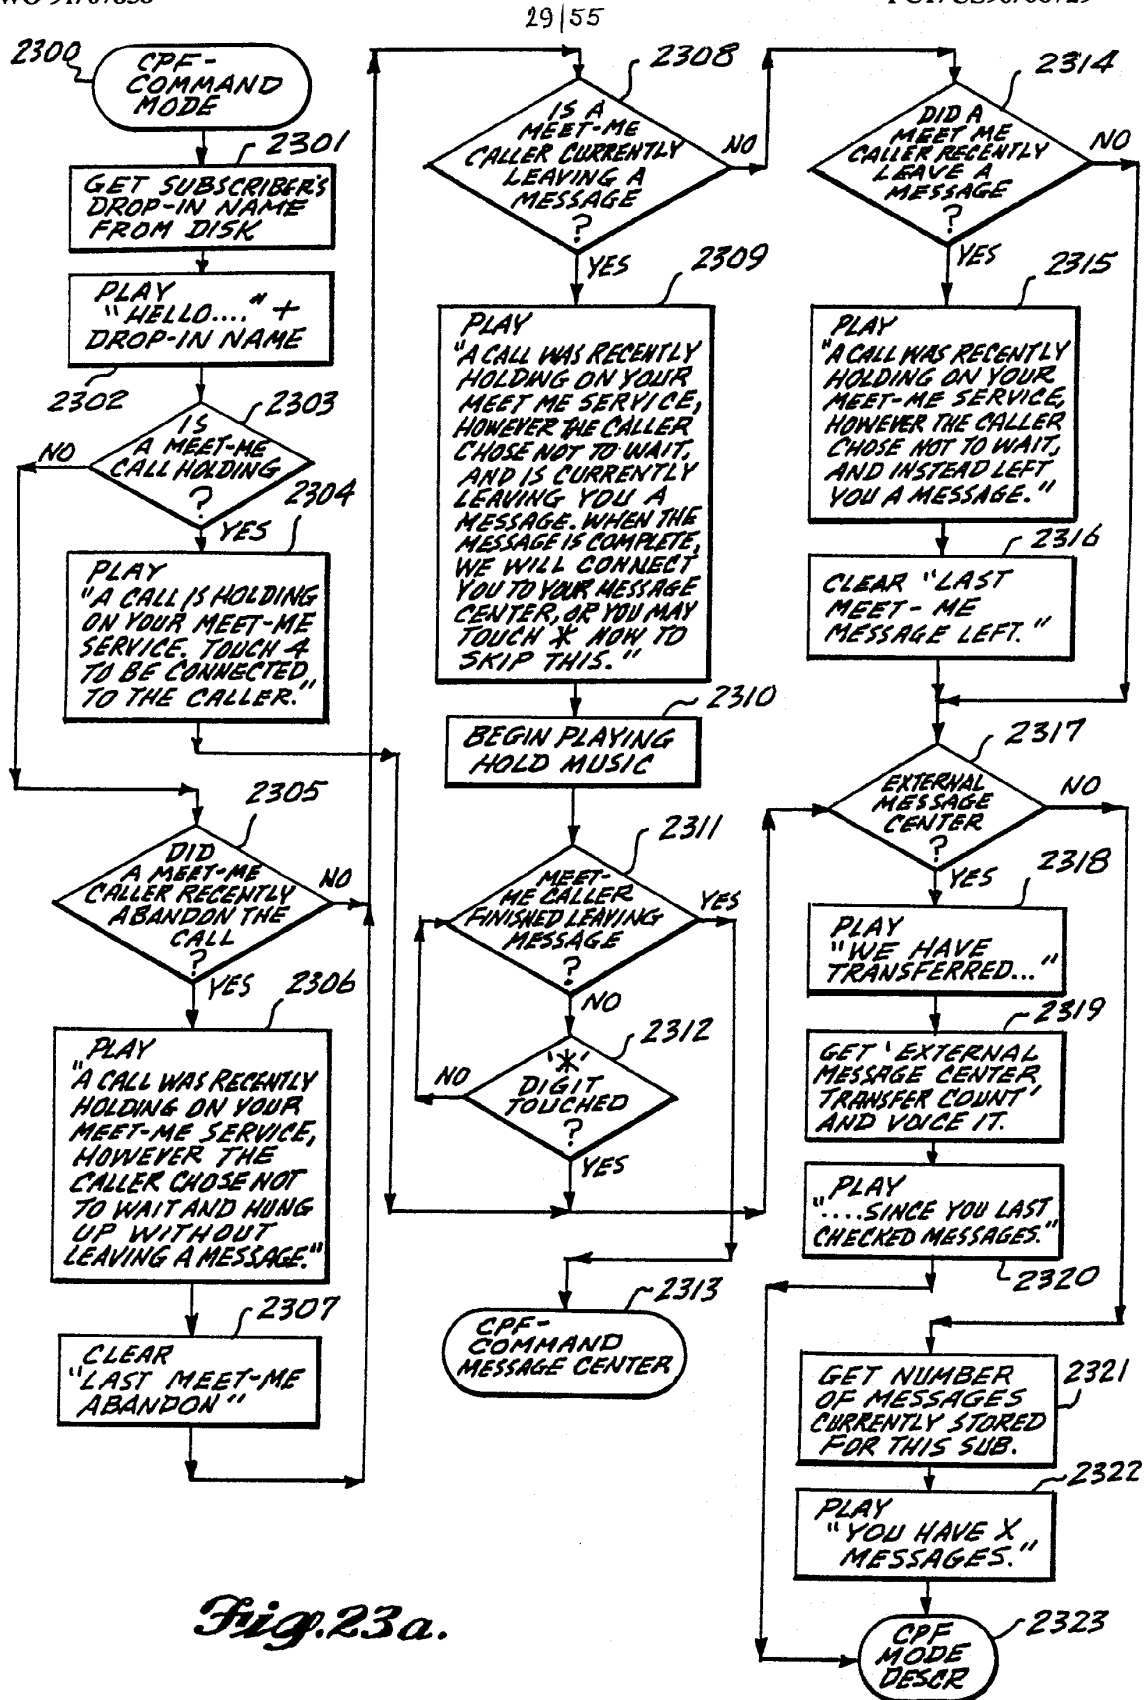 29/55
2300
CPF-
COMMAND
MODE
2301
GET SUBSCRIBER'S
DROP-IN NAME
FROM DISK
PLAY
"HELLO...." +
DROP-IN NAME
2302
2303
IS
A MEET-ME
CALL HOLDING
?
NO
YES
2304
PLAY
"A CALL IS HOLDING
ON YOUR MEET-ME
SERVICE. TOUCH 4
TO BE CONNECTED
TO THE CALLER."
2305
DID
A MEET-ME
CALLER RECENTLY
ABANDON THE
CALL
?
NO
YES
2306
PLAY
"A CALL WAS RECENTLY
HOLDING ON YOUR
MEET-ME SERVICE,
HOWEVER THE
CALLER CHOSE NOT
TO WAIT AND HUNG
UP WITHOUT
LEAVING A MESSAGE."
2307
CLEAR
"LAST MEET-ME
ABANDON"
2308
IS A
MEET-ME
CALLER CURRENTLY
LEAVING A
MESSAGE
?
NO
YES
2309
PLAY
"A CALL WAS RECENTLY
HOLDING ON YOUR
MEET ME SERVICE,
HOWEVER THE CALLER
CHOSE NOT TO WAIT,
AND IS CURRENTLY
LEAVING YOU A
MESSAGE. WHEN THE
MESSAGE IS COMPLETE,
WE WILL CONNECT
YOU TO YOUR MESSAGE
CENTER, OR YOU MAY
TOUCH * NOW TO
SKIP THIS."
2310
BEGIN PLAYING
HOLD MUSIC
2311
MEET-
ME CALLER
FINISHED LEAVING
MESSAGE
?
YES
NO
2312
'*'
DIGIT
TOUCHED
?
NO
YES
2313
CPF-
COMMAND
MESSAGE CENTER
2314
DID A
MEET ME
CALLER RECENTLY
LEAVE A
MESSAGE
?
NO
YES
2315
PLAY
"A CALL WAS RECENTLY
HOLDING ON YOUR
MEET-ME SERVICE,
HOWEVER THE CALLER
CHOSE NOT TO WAIT,
AND INSTEAD LEFT
YOU A MESSAGE."
2316
CLEAR "LAST
MEET-ME
MESSAGE LEFT."
2317
EXTERNAL
MESSAGE
CENTER
?
NO
YES
2318
PLAY
"WE HAVE
TRANSFERRED..."
2319
GET 'EXTERNAL
MESSAGE CENTER
TRANSFER COUNT'
AND VOICE IT.
PLAY
"....SINCE YOU LAST
CHECKED MESSAGES."
2320
GET NUMBER
OF MESSAGES
CURRENTLY STORED
FOR THIS SUB.
2321
2322
PLAY
"YOU HAVE X
MESSAGES."
2323
CPF
MODE
DESCR
Fig.23a.